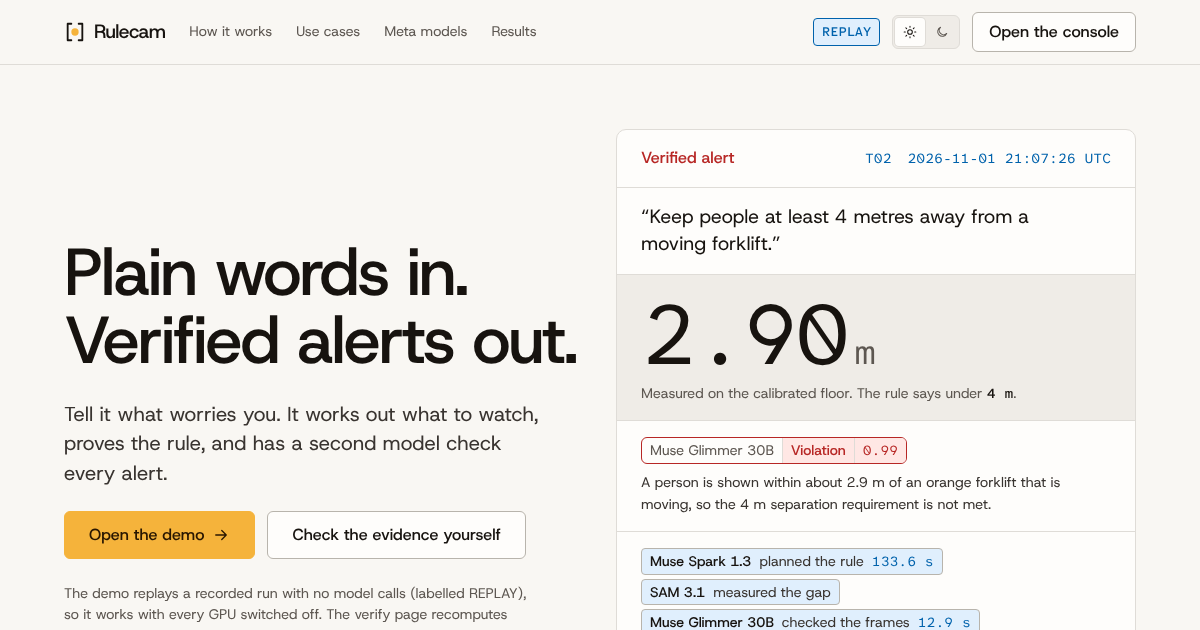 Rulecam
How it works
Use cases
Meta models
Results
REPLAY
Open the console
Plain words in.
Verified alerts out.
Tell it what worries you. It works out what to watch,
proves the rule, and has a second model check
every alert.
Open the demo →
Check the evidence yourself
The demo replays a recorded run with no model calls (labelled REPLAY),
so it works with every GPU switched off. The verify page recomputes
Verified alert
T02 2026-11-01 21:07:26 UTC
“Keep people at least 4 metres away from a
moving forklift.”
2.90 m
Measured on the calibrated floor. The rule says under 4 m.
Muse Glimmer 30B Violation 0.99
A person is shown within about 2.9 m of an orange forklift that is
moving, so the 4 m separation requirement is not met.
Muse Spark 1.3 planned the rule 133.6 s
SAM 3.1 measured the gap
Muse Glimmer 30B checked the frames 12.9 s